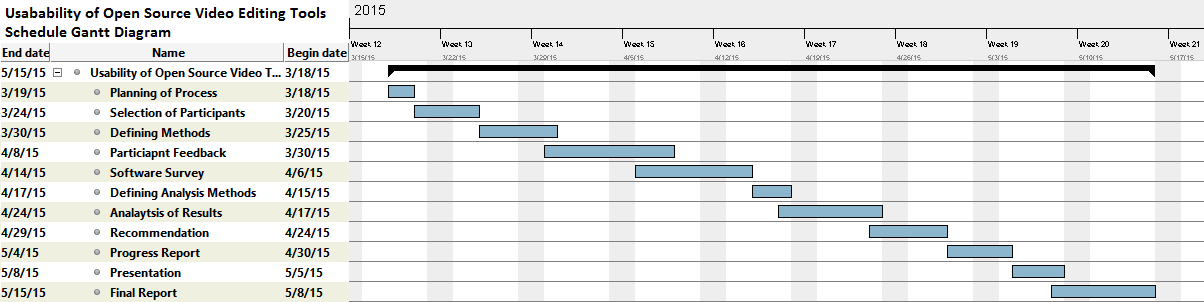 Usabability of Open Source Video Editing Tools
Schedule Gantt Diagram
2015
End date Name Begin date
Week 12 Week 13 Week 14 Week 15 Week 16 Week 17 Week 18 Week 19 Week 20 Week 21
3/15/15 3/22/15 3/29/15 4/5/15 4/12/15 4/19/15 4/26/15 5/3/15 5/10/15 5/17/15
5/15/15 Usability of Open Source Video T... 3/18/15
3/19/15 Planning of Process 3/18/15
3/24/15 Selection of Participants 3/20/15
3/30/15 Defining Methods 3/25/15
4/8/15 Particiapnt Feedback 3/30/15
4/14/15 Software Survey 4/6/15
4/17/15 Defining Analysis Methods 4/15/15
4/24/15 Analaytsis of Results 4/17/15
4/29/15 Recommendation 4/24/15
5/4/15 Progress Report 4/30/15
5/8/15 Presentation 5/5/15
5/15/15 Final Report 5/8/15